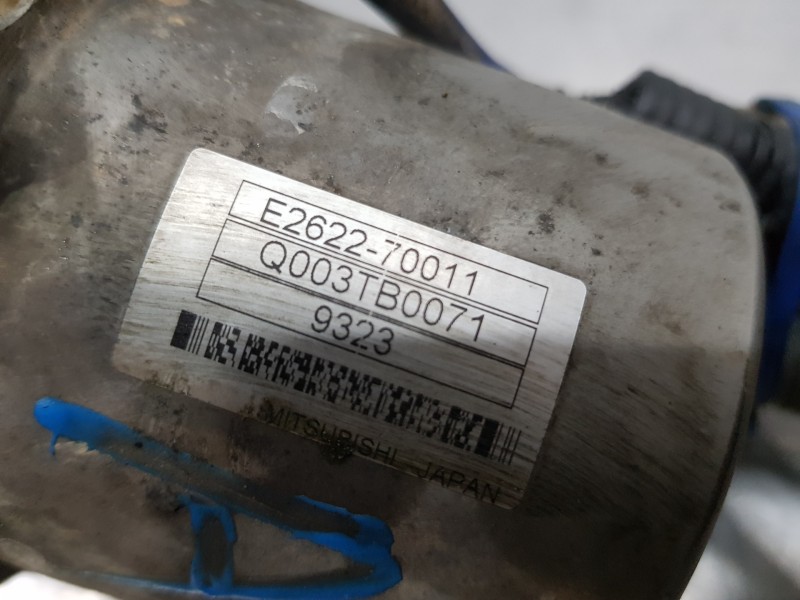 E2622-70011
Q003TB0071
9323
MITSUBISHI JAPAN